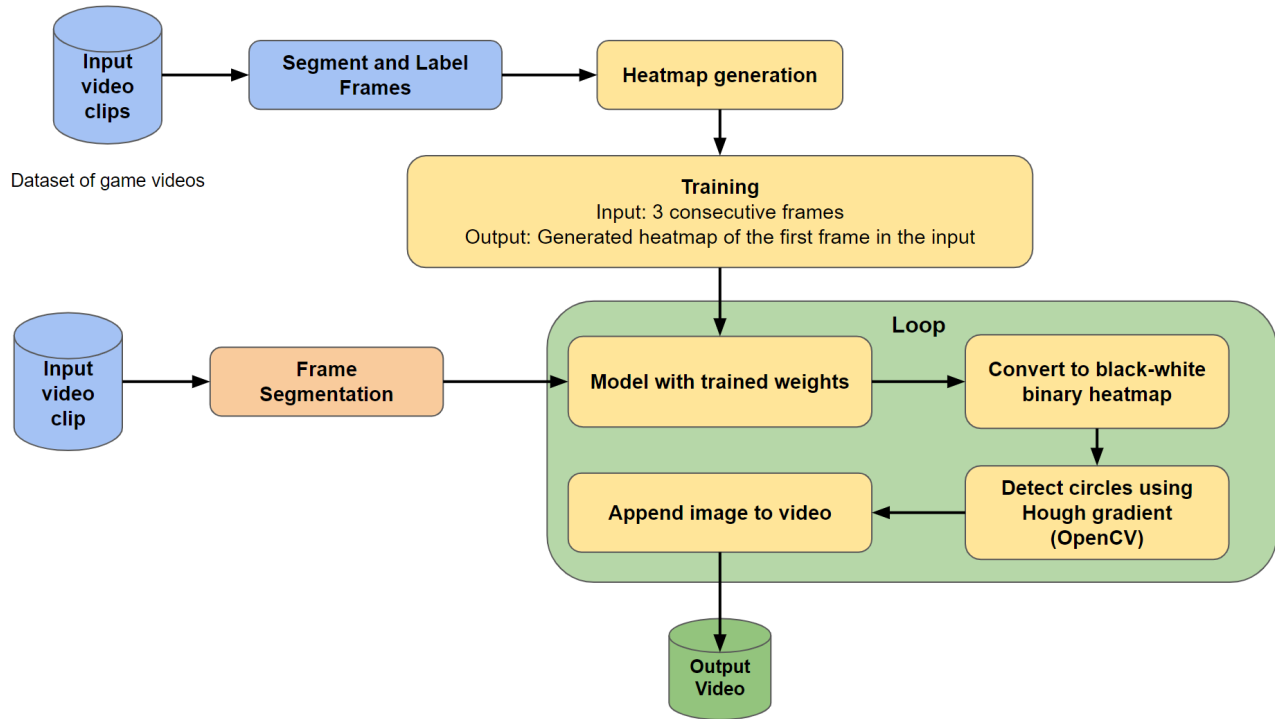 Input
video
clips
Segment and Label
Frames
Heatmap generation
Dataset of game videos
Training
Input: 3 consecutive frames
Output: Generated heatmap of the first frame in the input
Loop
Input
video
clip
Frame
Segmentation
Model with trained weights
Convert to black-white
binary heatmap
Append image to video
Detect circles using
Hough gradient
(OpenCV)
Output
Video